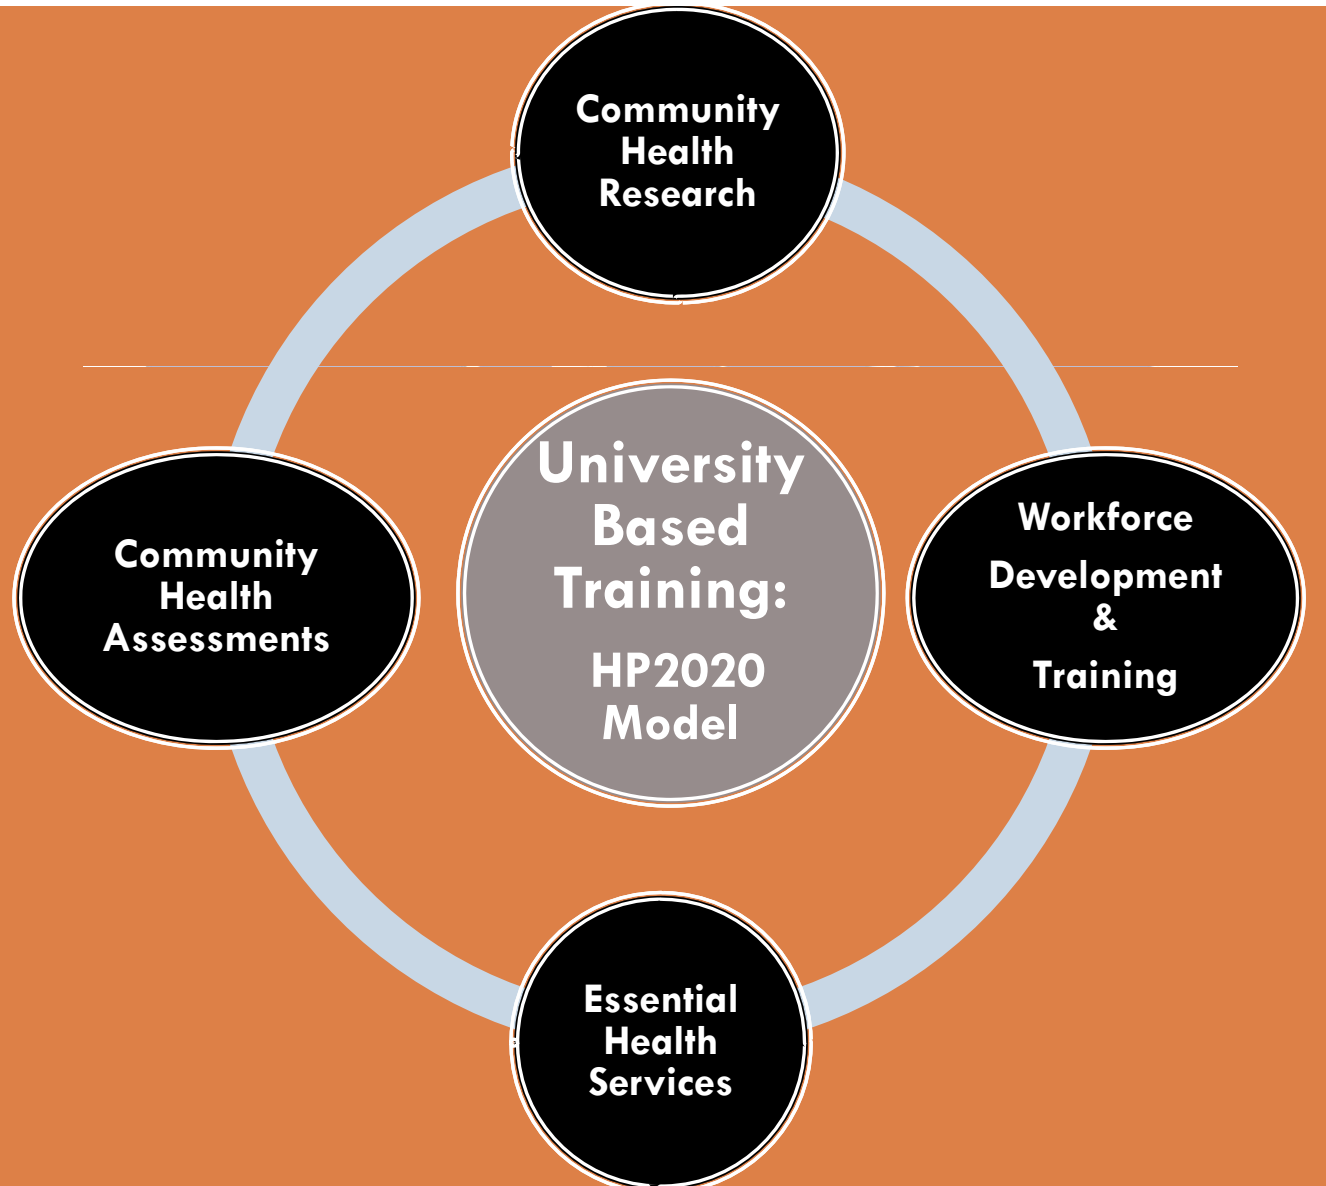 Community
Health
Research
University
Based
Training:
HP2020
Model
Community
Health
Assessments
Workforce
Development
&
Training
Essential
Health
Services